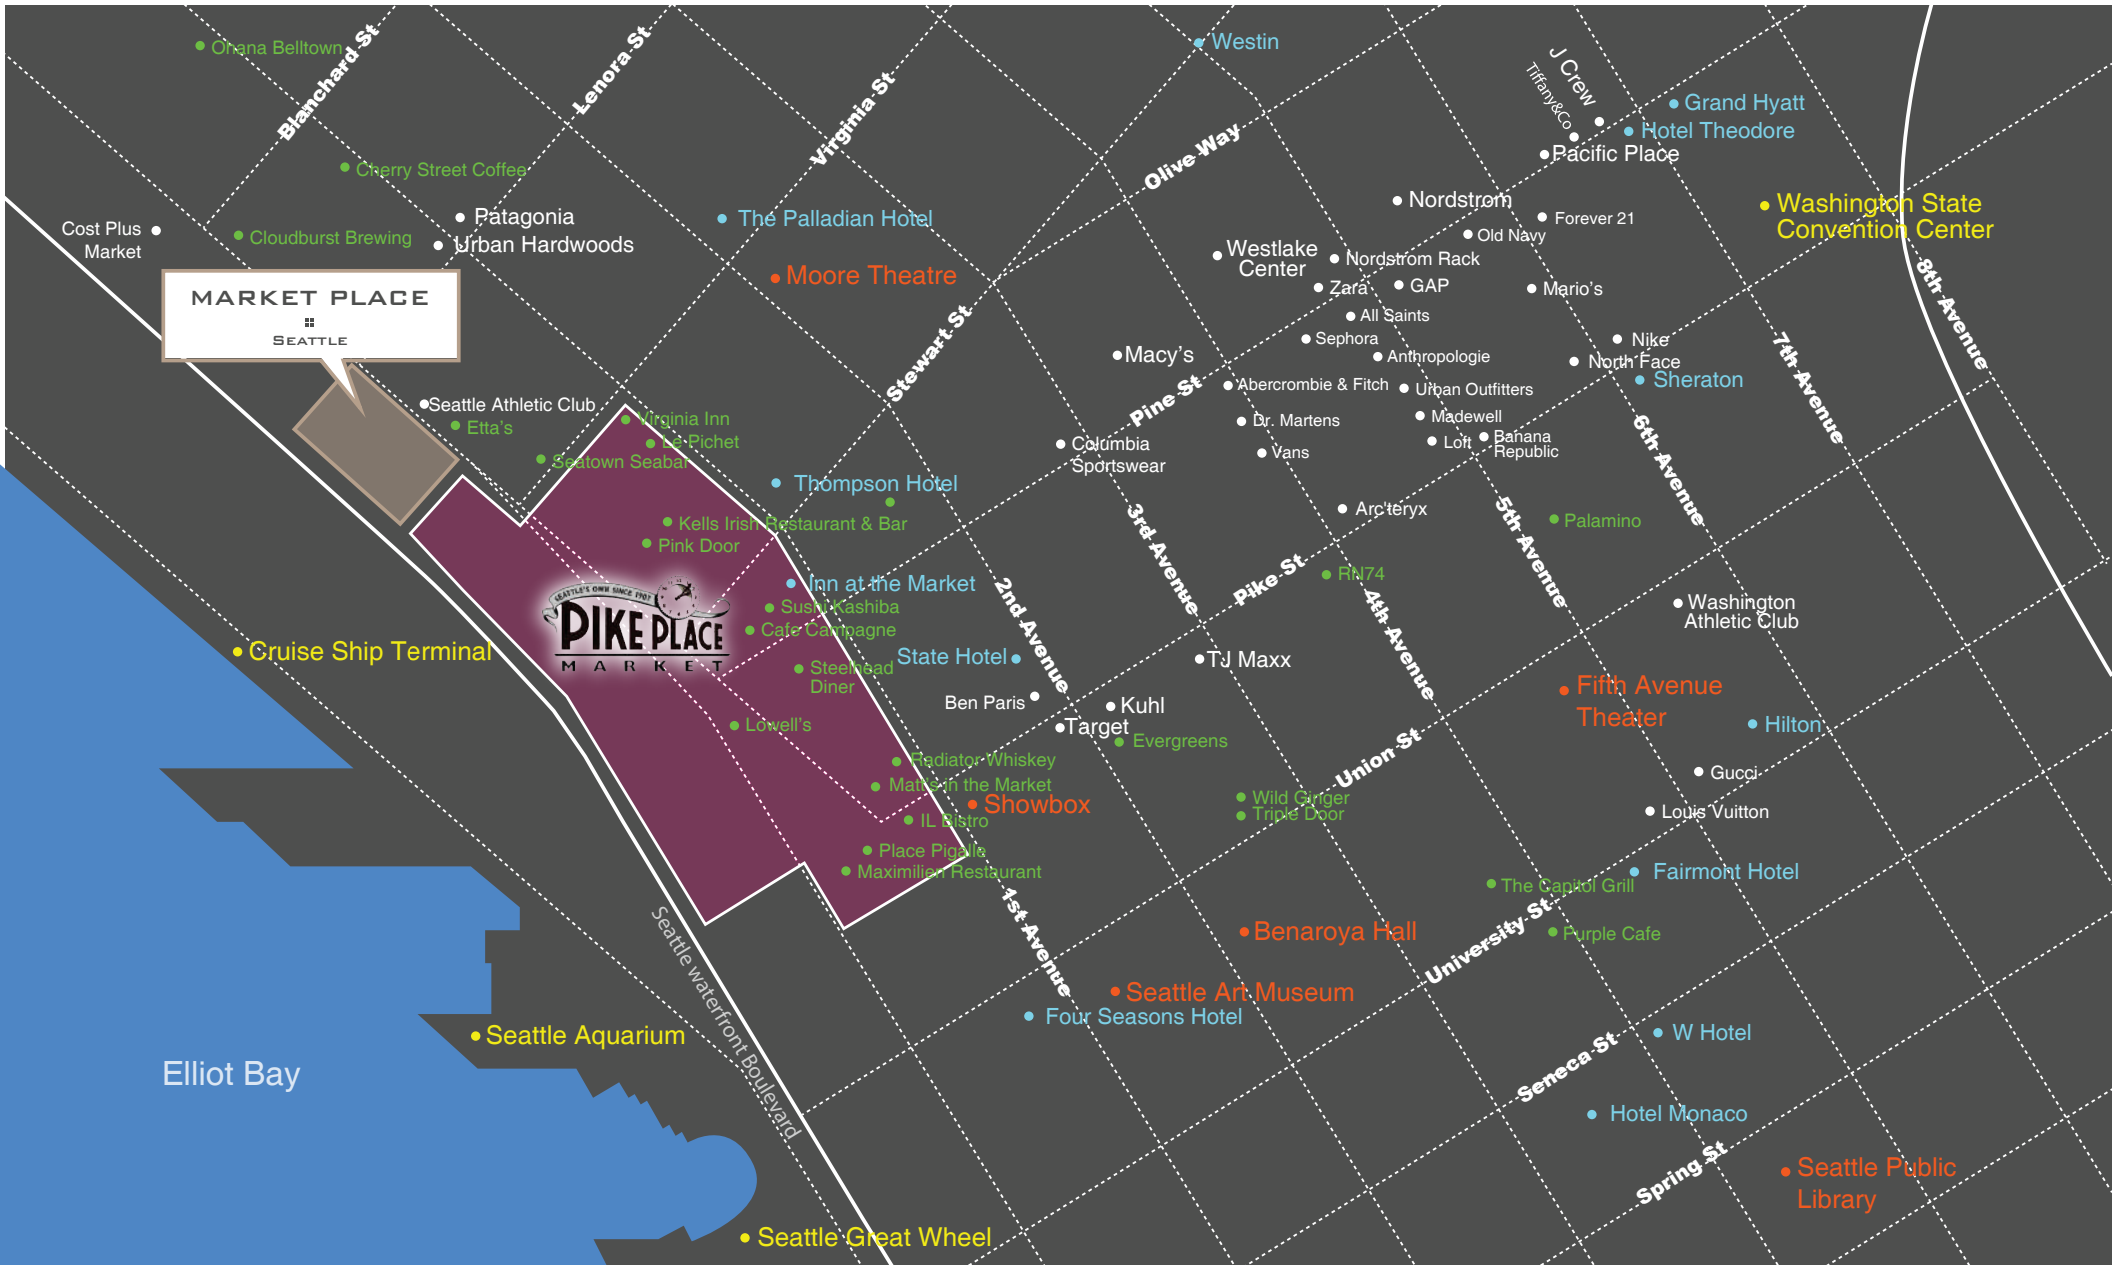 Ohana Belltown
Blanchard St
Lenora St
Virginia St
Westin
J Crew
Tiffany&Co
Grand Hyatt
Hotel Theodore
Pacific Place
Olive Way
Cherry Street Coffee
Cost Plus
Market
Cloudburst Brewing
Patagonia
Urban Hardwoods
The Palladian Hotel
Moore Theatre
Nordstrom
Forever 21
Old Navy
Washington State
Convention Center
Westlake
Center
Nordstrom Rack
Zara
GAP
Mario's
All Saints
Sephora
Anthropologie
Nike
North Face
Sheraton
8th Avenue
7th Avenue
MARKET PLACE
SEATTLE
Stewart St
Macy's
Pine St
Abercrombie & Fitch
Urban Outfitters
Dr. Martens
Madewell
Vans
Loft
Banana
Republic
6th Avenue
Seattle Athletic Club
Etta's
Virginia Inn
Le Pichet
Seatown Seabar
Columbia
Sportswear
Thompson Hotel
Kells Irish Restaurant & Bar
Pink Door
Arc'teryx
Palamino
3rd Avenue
5th Avenue
Pike St
RN74
4th Avenue
2nd Avenue
Inn at the Market
Sushi Kashiba
Cafe Campagne
SEATTLE'S OWN SINCE 1907
PIKE PLACE
MARKET
Washington
Athletic Club
Cruise Ship Terminal
State Hotel
TJ Maxx
Steelhead
Diner
Ben Paris
Kuhl
Target
Evergreens
Fifth Avenue
Theater
Hilton
Lowell's
Union St
Radiator Whiskey
Matt's in the Market
Showbox
IL Bistro
Wild Ginger
Triple Door
Gucci
Louis Vuitton
Place Pigalle
Maximilien Restaurant
Fairmont Hotel
The Capitol Grill
University St
Purple Cafe
1st Avenue
Benaroya Hall
Seattle Art Museum
Four Seasons Hotel
Seattle waterfront Boulevard
Seattle Aquarium
Elliot Bay
W Hotel
Seneca St
Hotel Monaco
Spring St
Seattle Public
Library
Seattle Great Wheel